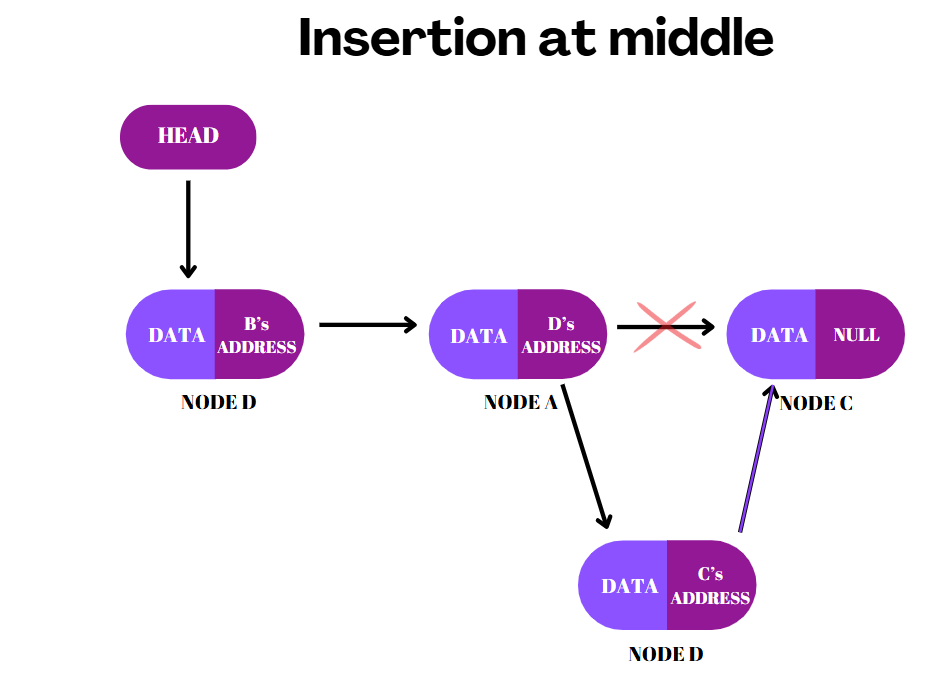 Insertion at middle
HEAD
DATA
B's
ADDRESS
NODE D
DATA
D's
ADDRESS
NODE A
DATA
NULL
NODE C
DATA
C's
ADDRESS
NODE D